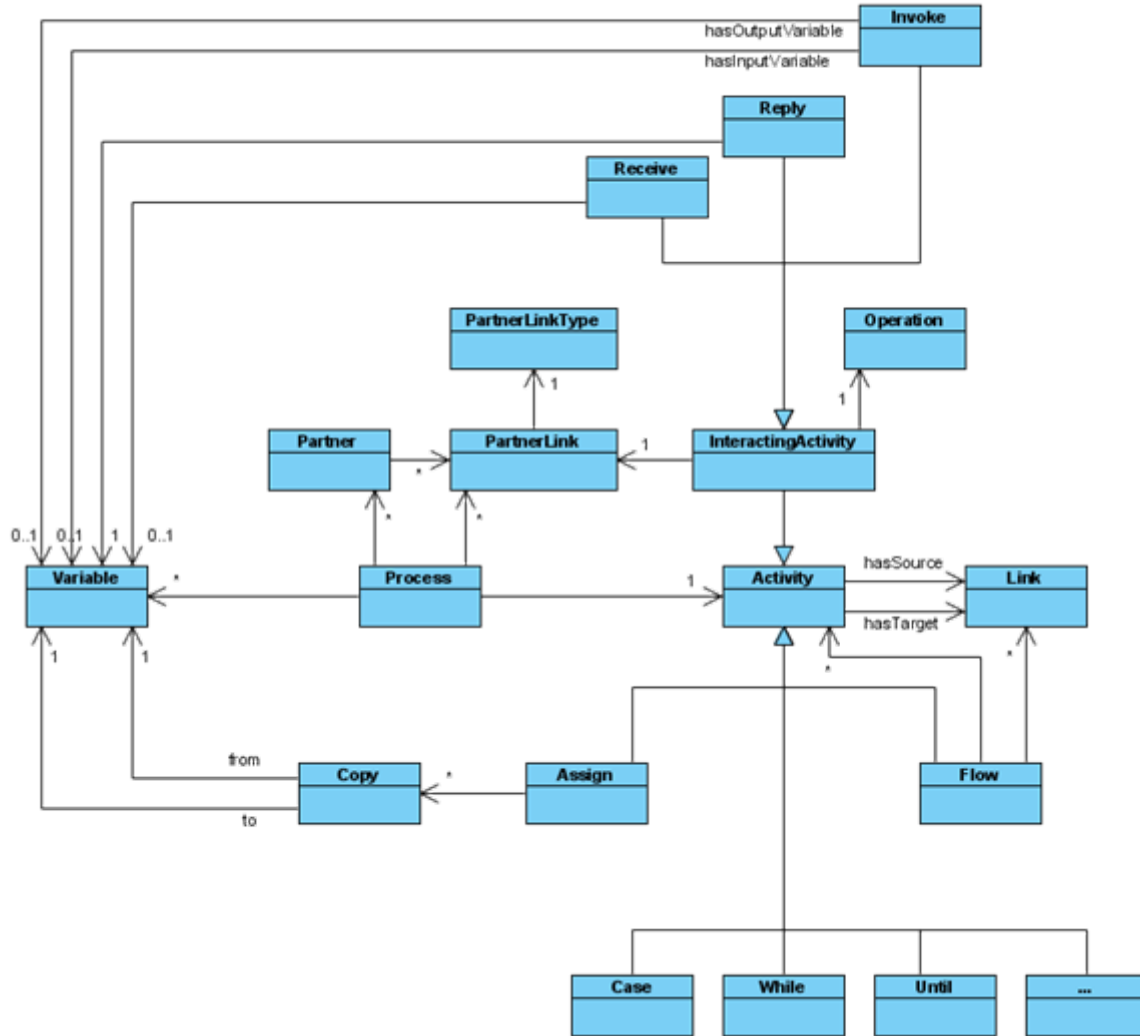 Invoke
hasOutputVariable
hasInputVariable
Reply
Receive
PartnerLinkType
Operation
1
1
Partner
PartnerLink
InteractingActivity
*
1
*
*
0..1
0..1
1
0..1
Variable
*
Process
1
Activity
hasSource
Link
hasTarget
1
1
*
*
from
Copy
*
Assign
Flow
to
Case
While
Until
...